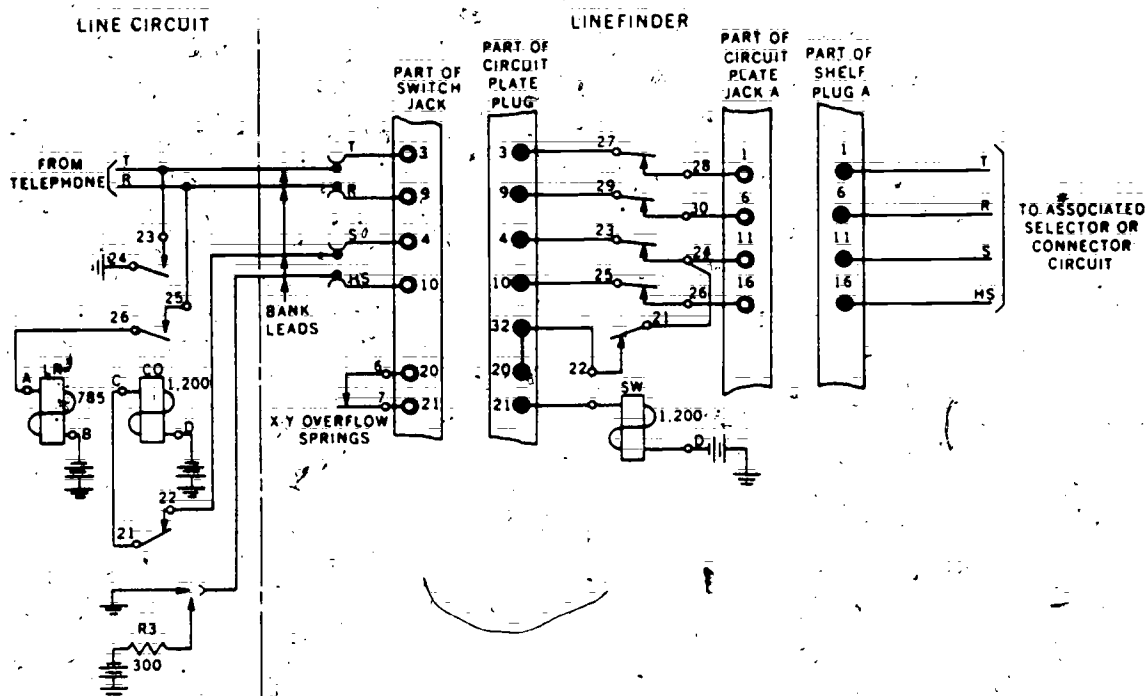 LINE CIRCUIT
LINEFINDER
PART OF
SWITCH
JACK
PART OF
CIRCUIT
PLATE
PLUG
PART OF
CIRCUIT
PLATE
JACK A
PART OF
SHELF
PLUG A
FROM
TELEPHONE
T
R
T
R
S
HS
3
9
4
10
20
21
3
9
4
10
32
20
21
27
28
29
30
23
24
25
26
21
22
1
6
11
16
1
6
11
16
T
R
S
HS
TO ASSOCIATED
SELECTOR OR
CONNECTOR
CIRCUIT
23
24
25
26
BANK
LEADS
A
LR
785
B
C
CO
1,200
D
6
7
X-Y OVERFLOW
SPRINGS
SW
1,200
D
22
21
R3
300